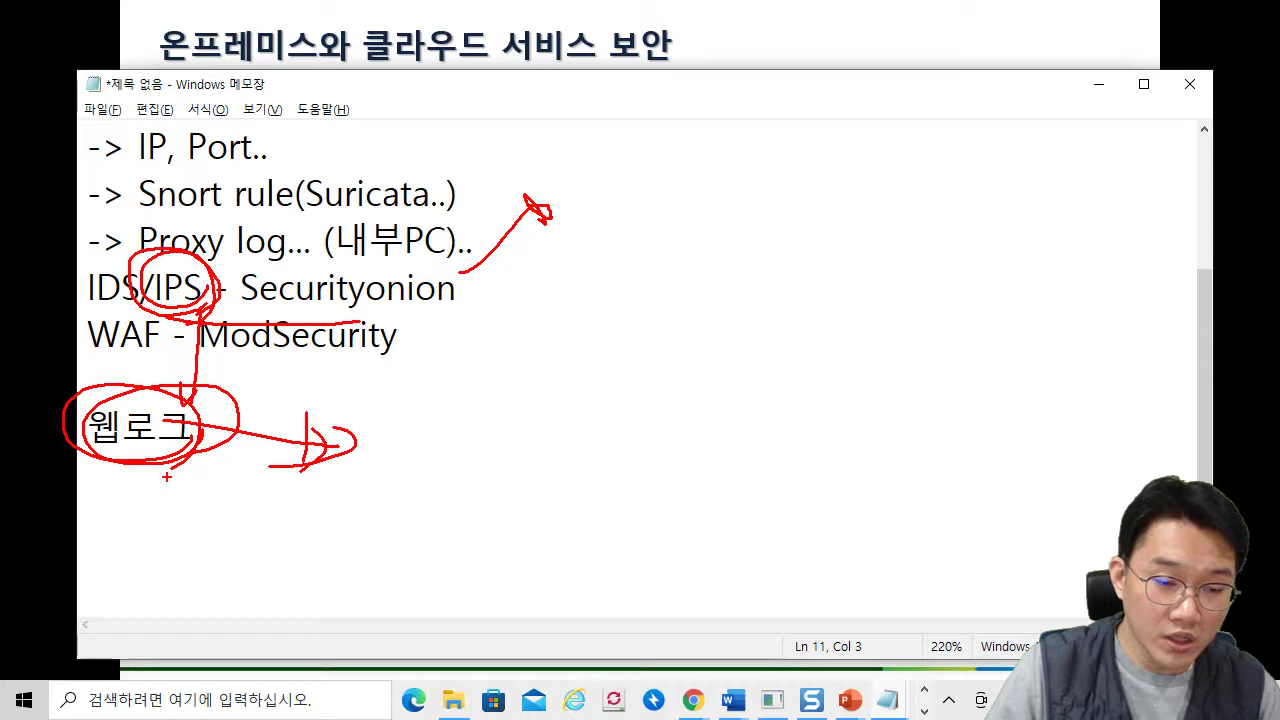 온프레미스와 클라우드 서비스 보안
*제목 없음 - Windows 메모장
파일(F) 편집(E) 서식(O) 보기(V) 도움말(H)
-> IP, Port..
-> Snort rule(Suricata..)
-> Proxy log... (내부PC)..
IDS/IPS - Securityonion
WAF - ModSecurity
웹로그
Ln 11, Col 3 220% Windows
검색하려면 여기에 입력하십시오.